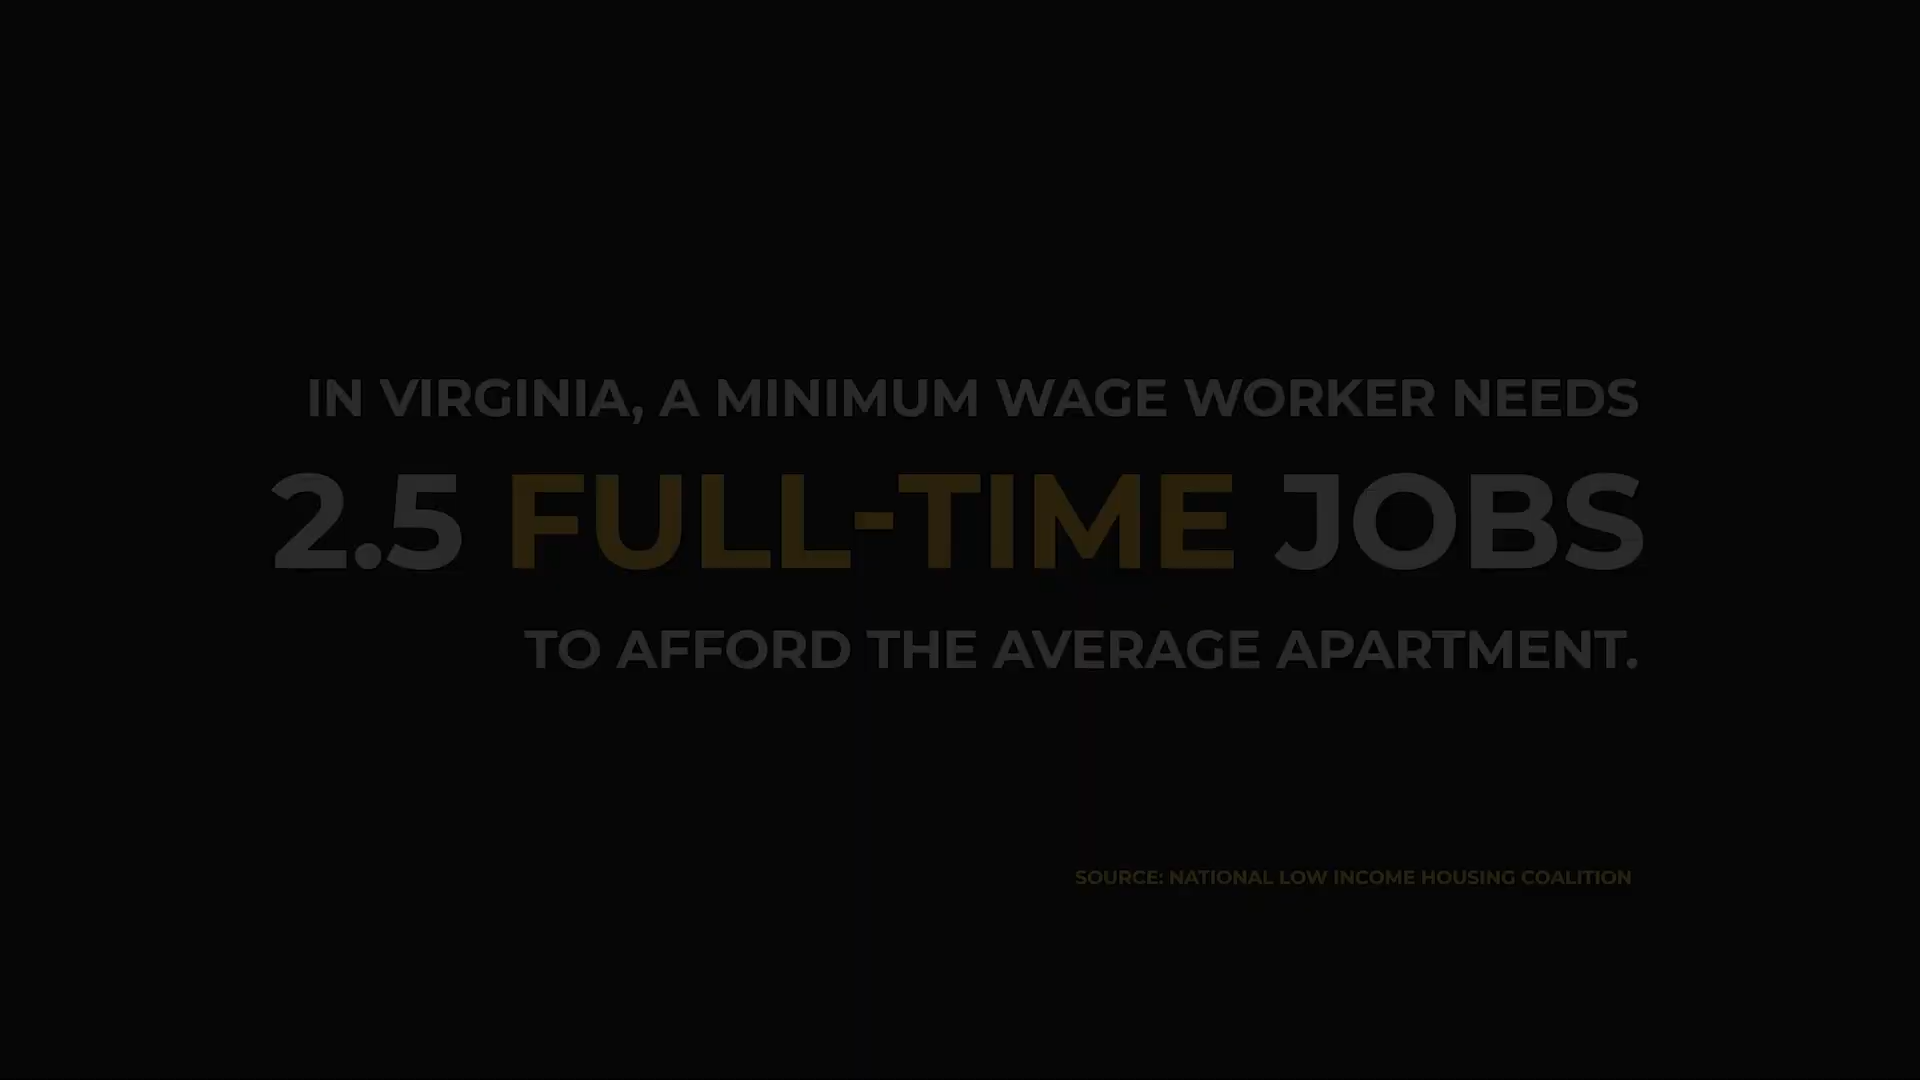 IN VIRGINIA, A MINIMUM WAGE WORKER NEEDS
2.5 FULL-TIME JOBS
TO AFFORD THE AVERAGE APARTMENT.
SOURCE: NATIONAL LOW INCOME HOUSING COALITION